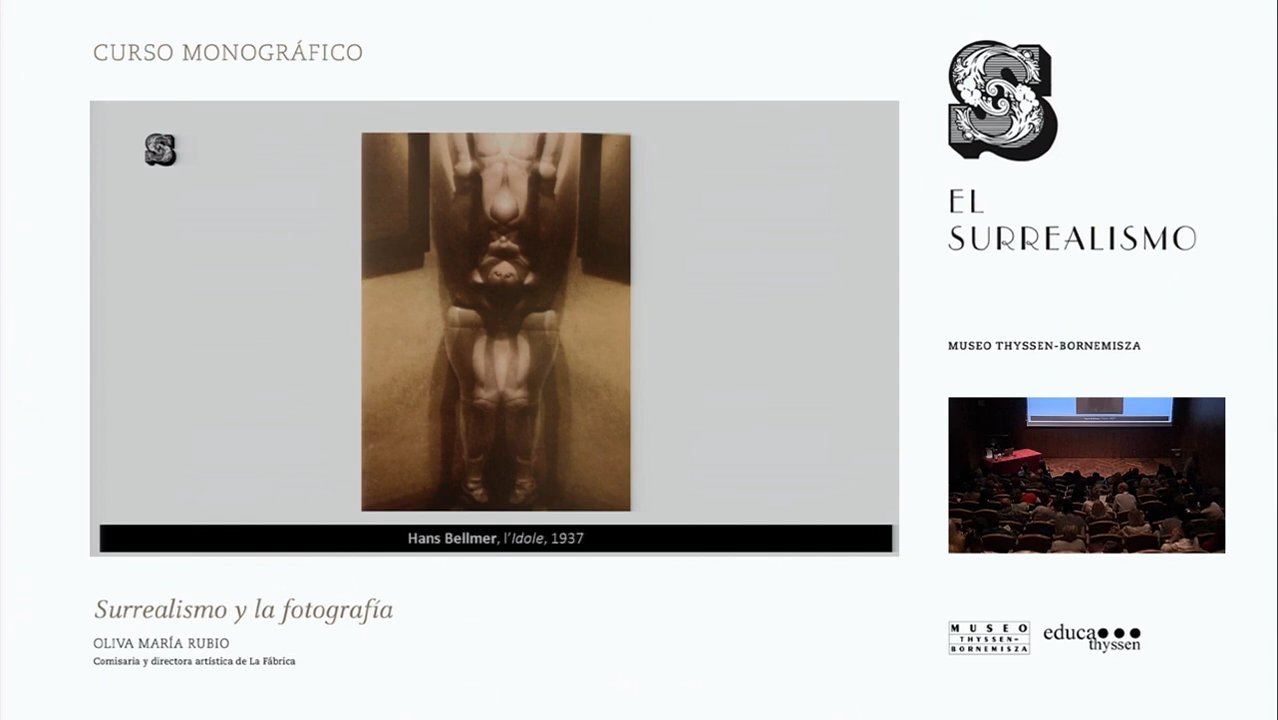 CURSO MONOGRÁFICO
S
S
EL
SURREALISMO
MUSEO THYSSEN-BORNEMISZA
Hans Bellmer, l'Idole, 1937
Surrealismo y la fotografía
OLIVA MARÍA RUBIO
Comisaria y directora artística de La Fábrica
MUSEO
THYSSEN-
BORNEMISZA
educa
thyssen